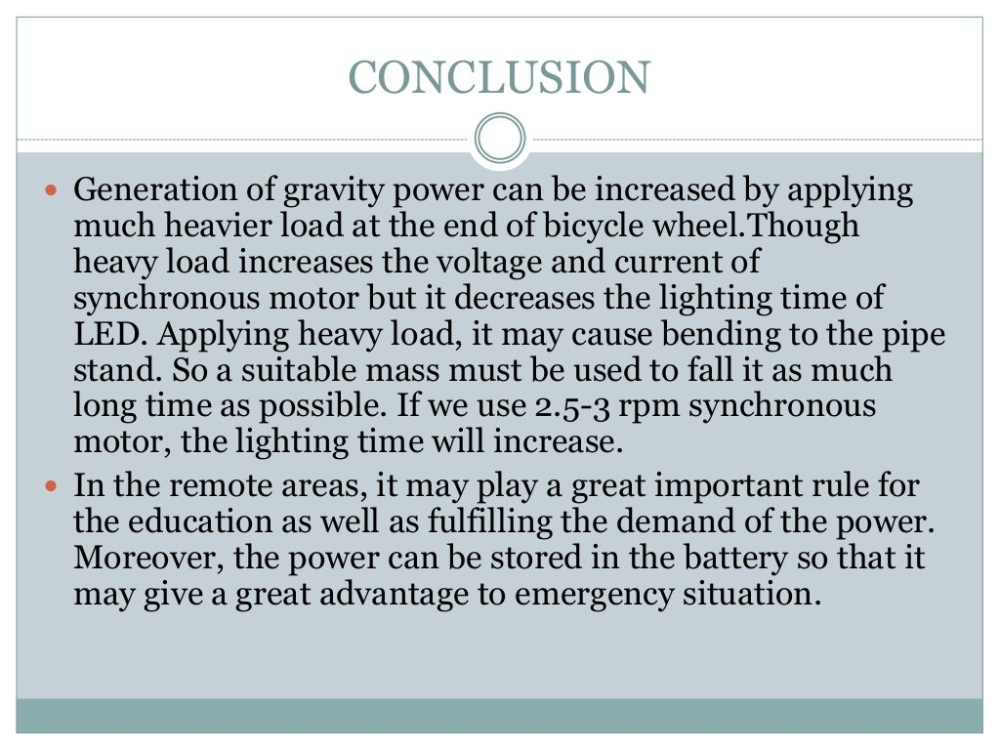 CONCLUSION
Generation of gravity power can be increased by applying
much heavier load at the end of bicycle wheel.Though
heavy load increases the voltage and current of
synchronous motor but it decreases the lighting time of
LED. Applying heavy load, it may cause bending to the pipe
stand. So a suitable mass must be used to fall it as much
long time as possible. If we use 2.5-3 rpm synchronous
motor, the lighting time will increase.
In the remote areas, it may play a great important rule for
the education as well as fulfilling the demand of the power.
Moreover, the power can be stored in the battery so that it
may give a great advantage to emergency situation.